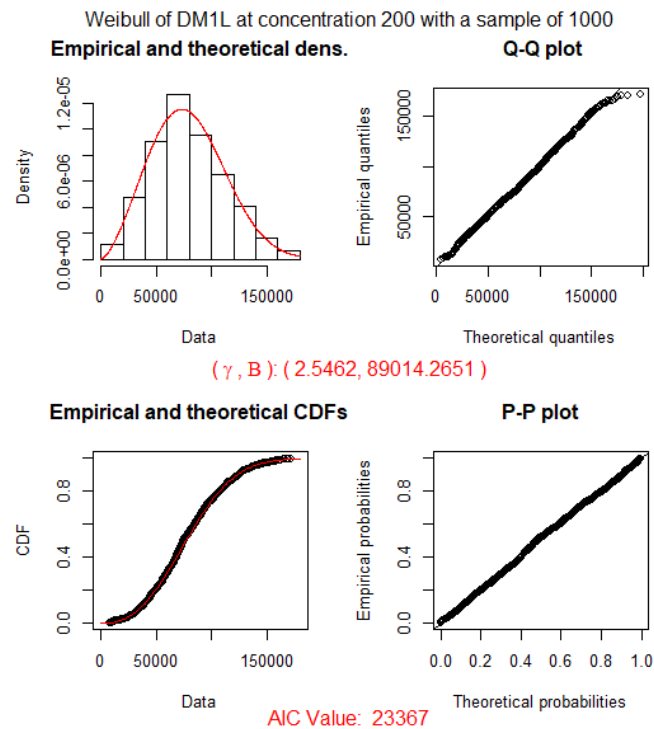 Weibull of DM1L at concentration 200 with a sample of 1000
Empirical and theoretical dens.
Density
0.0e+00 6.0e-06 1.2e-05
0 50000 150000
Data
Q-Q plot
Empirical quantiles
50000 150000
0 50000 150000
Theoretical quantiles
( γ , B ): ( 2.5462, 89014.2651 )
Empirical and theoretical CDFs
CDF
0.0 0.4 0.8
0 50000 150000
Data
P-P plot
Empirical probabilities
0.0 0.4 0.8
0.0 0.2 0.4 0.6 0.8 1.0
Theoretical probabilities
AIC Value: 23367